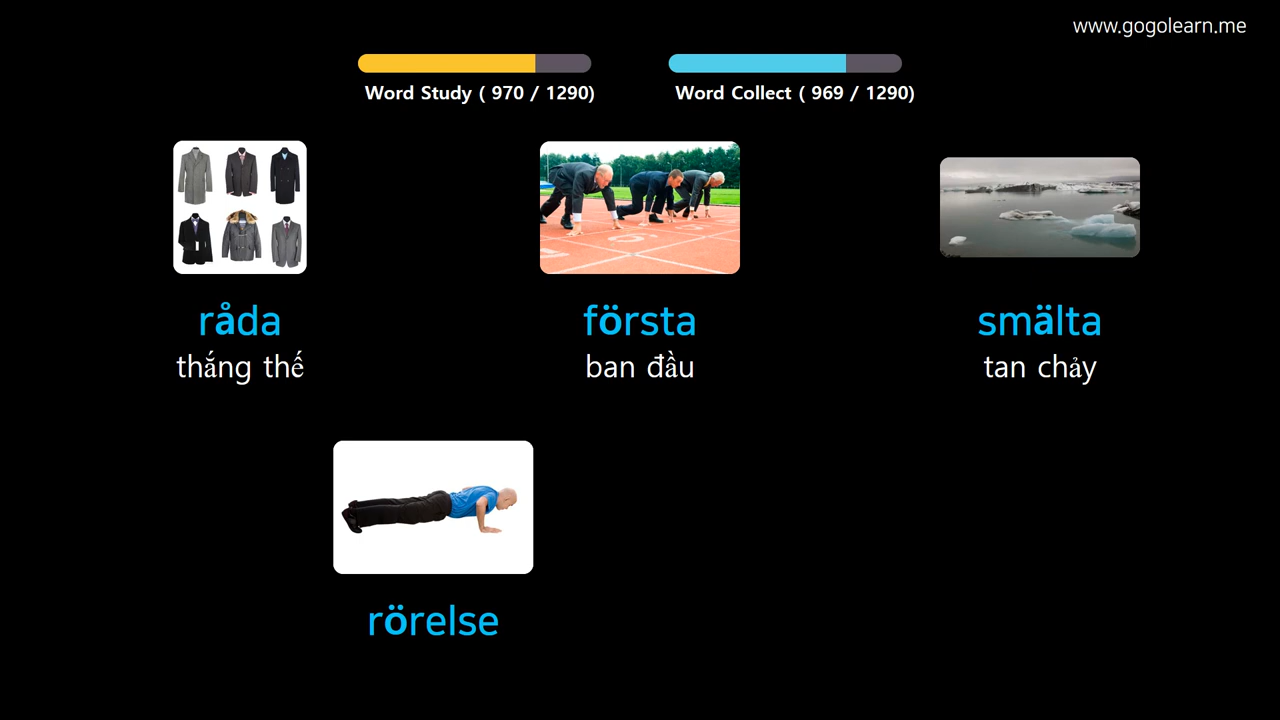 www.gogolearn.me
Word Study ( 970 / 1290)
Word Collect ( 969 / 1290)
råda
thắng thế
första
ban đầu
smälta
tan chảy
rörelse